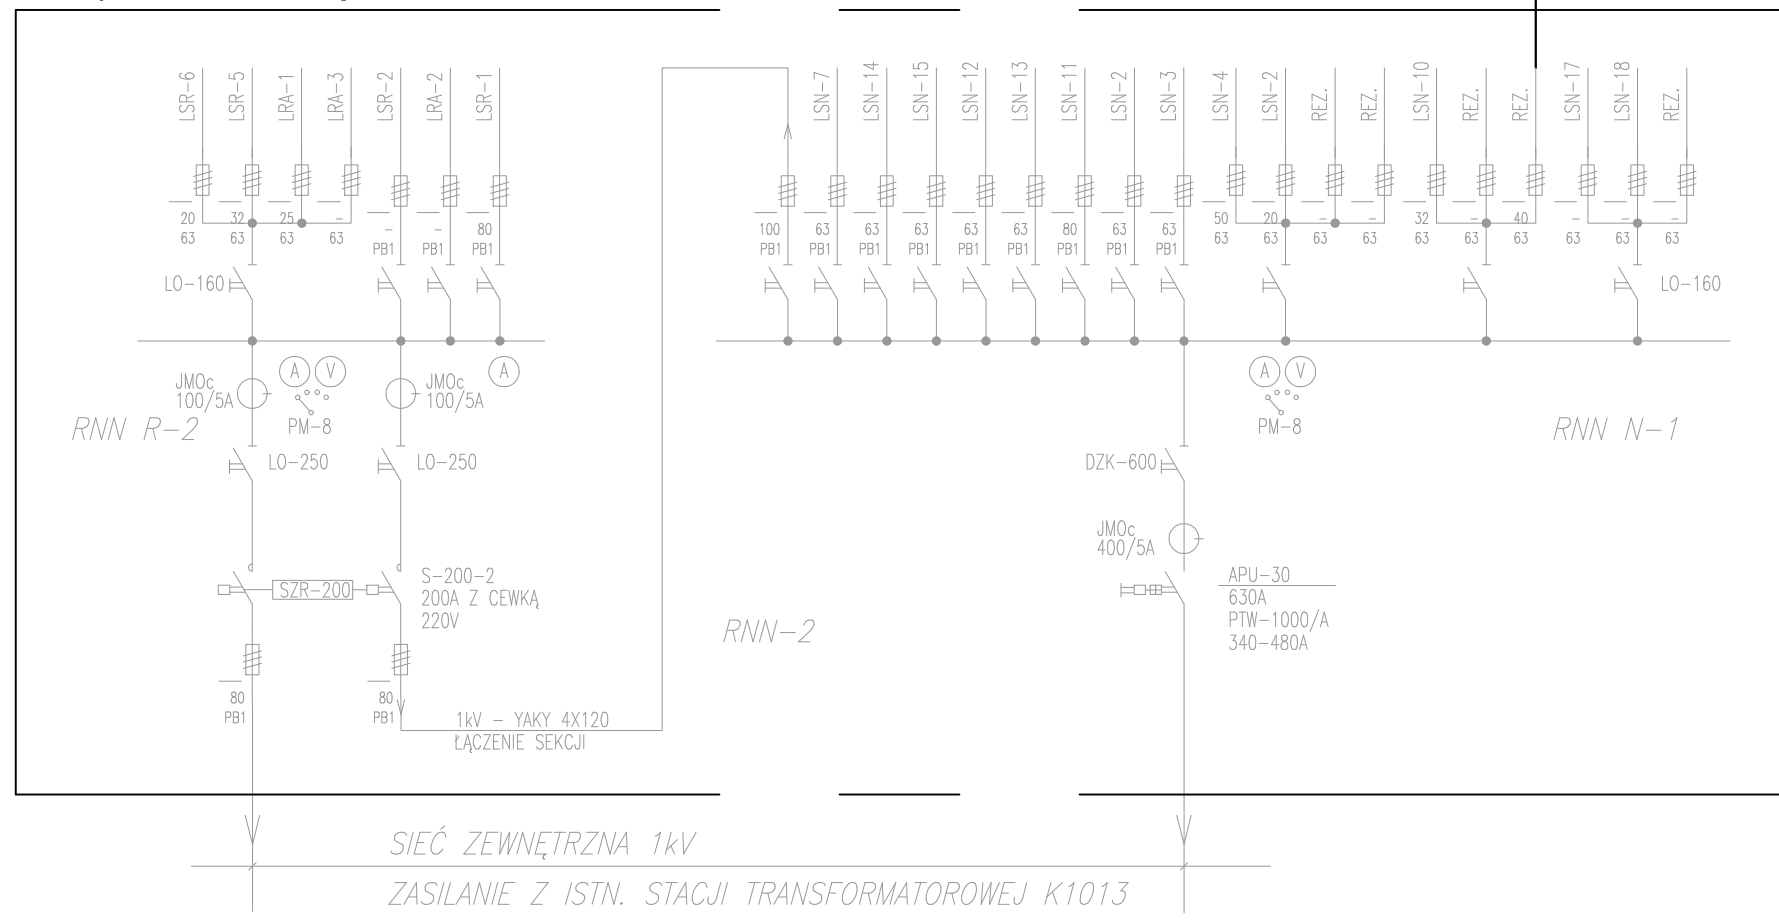 LSR-6 LSR-5 LRA-1 LRA-3 LSR-2 LRA-2 LSR-1 LSN-7 LSN-14 LSN-15 LSN-12 LSN-13 LSN-11 LSN-2 LSN-3 LSN-4 LSN-2 REZ. REZ. LSN-10 REZ. REZ. LSN-17 LSN-18 REZ.
20 32 25 - 50 20 - - 32 - 40 - - -
- - 80 100 63 63 63 63 63 80 63 63
63 63 63 63 63 63 63 63 63 63 63 63 63 63
PB1 PB1 PB1 PB1 PB1 PB1 PB1 PB1 PB1 PB1 PB1 PB1
LO-160 LO-160
A V A A V
JMOc JMOc
100/5A 100/5A
PM-8 PM-8
RNN R-2 RNN N-1
LO-250 LO-250 DZK-600
JMOc
400/5A
SZR-200
S-200-2
200A Z CEWKĄ
220V
APU-30
630A
PTW-1000/A
340-480A
RNN-2
80 80
PB1 PB1
1kV - YAKY 4X120
ŁĄCZENIE SEKCJI
SIEĆ ZEWNĘTRZNA 1kV
ZASILANIE Z ISTN. STACJI TRANSFORMATOROWEJ K1013